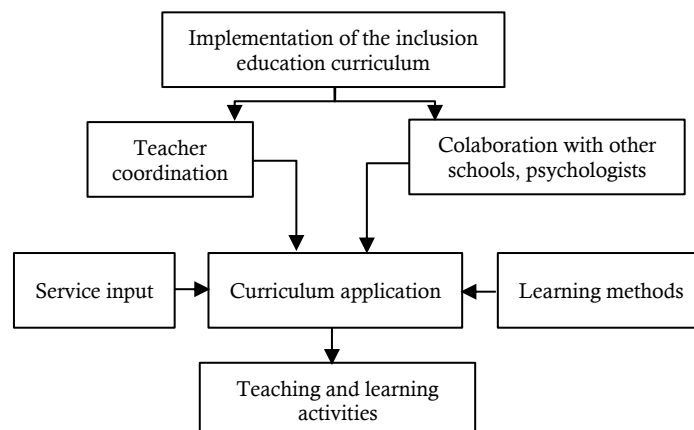 Implementation of the inclusion
education curriculum
Teacher
coordination
Colaboration with other
schools, psychologists
Service input
Curriculum application
Learning methods
Teaching and learning
activities